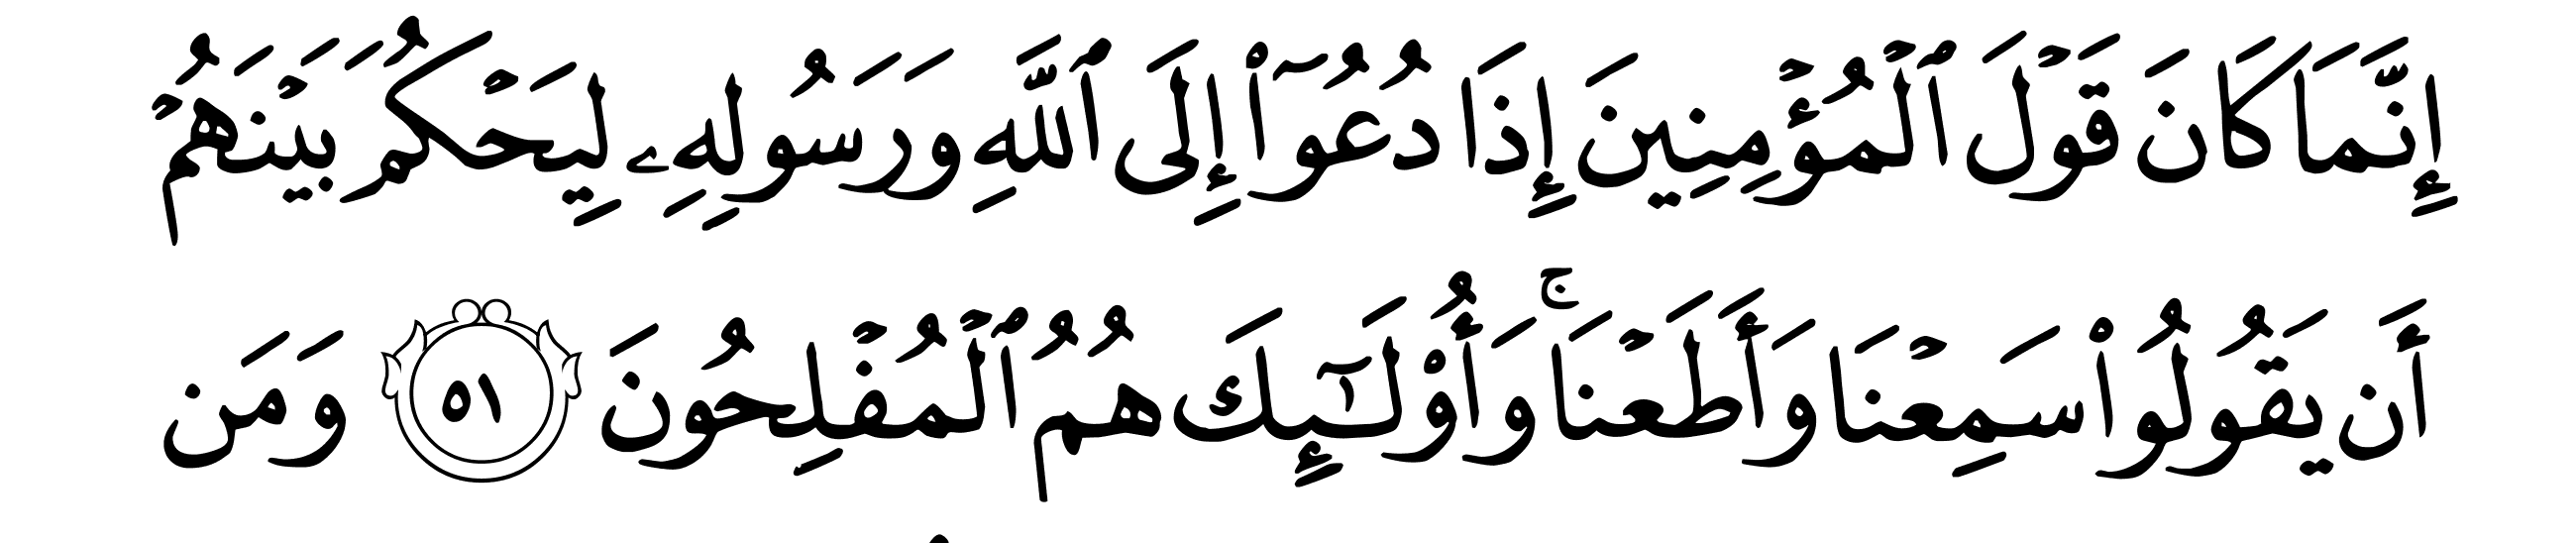 إِنَّمَا كَانَ قَوۡلَ ٱلۡمُؤۡمِنِينَ إِذَا دُعُوٓاْ إِلَى ٱللَّهِ وَرَسُولِهِۦ لِيَحۡكُمَ بَيۡنَهُمۡ
أَن يَقُولُواْ سَمِعۡنَا وَأَطَعۡنَاۚ وَأُوْلَٰٓئِكَ هُمُ ٱلۡمُفۡلِحُونَ ٥١ وَمَن